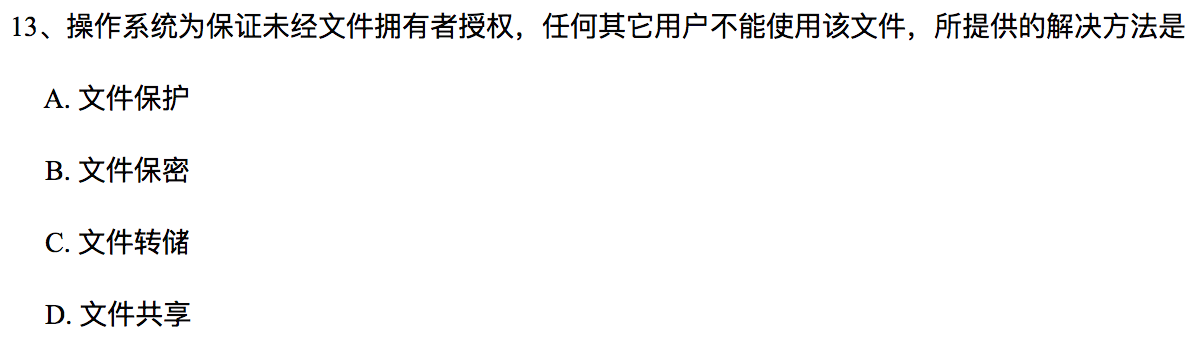 13、操作系统为保证未经文件拥有者授权，任何其它用户不能使用该文件，所提供的解决方法是
A. 文件保护
B. 文件保密
C. 文件转储
D. 文件共享